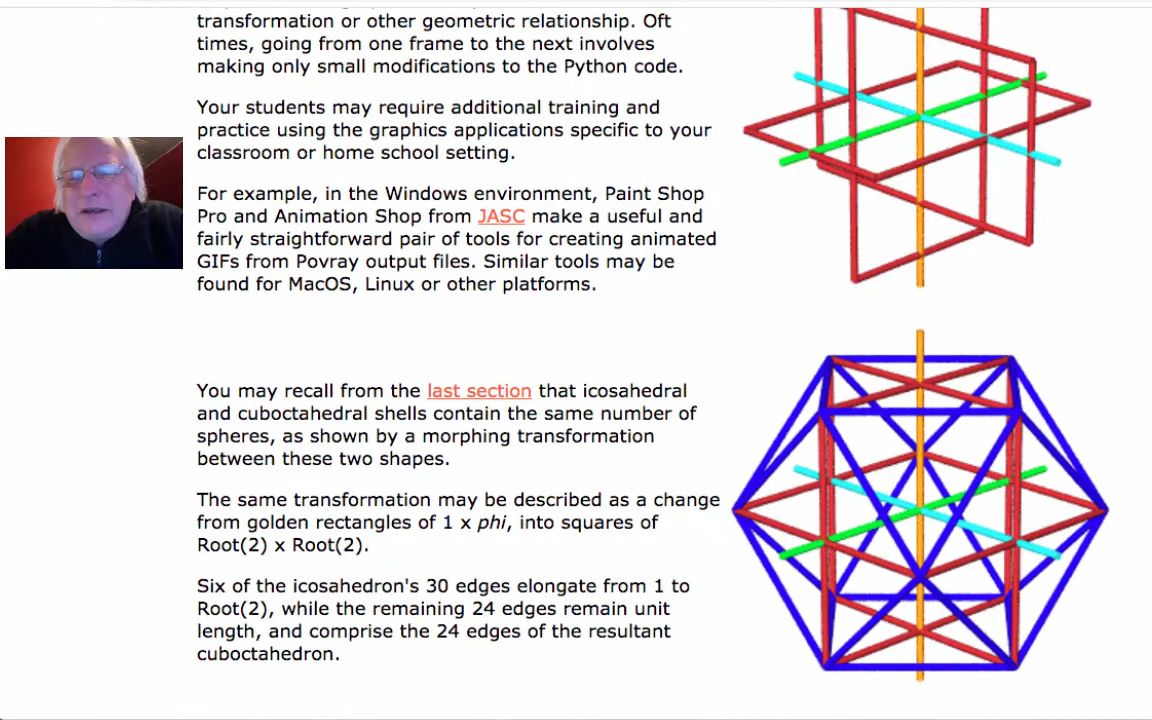 transformation or other geometric relationship. Oft
times, going from one frame to the next involves
making only small modifications to the Python code.
Your students may require additional training and
practice using the graphics applications specific to your
classroom or home school setting.
For example, in the Windows environment, Paint Shop
Pro and Animation Shop from JASC make a useful and
fairly straightforward pair of tools for creating animated
GIFs from Povray output files. Similar tools may be
found for MacOS, Linux or other platforms.
You may recall from the last section that icosahedral
and cuboctahedral shells contain the same number of
spheres, as shown by a morphing transformation
between these two shapes.
The same transformation may be described as a change
from golden rectangles of 1 x phi, into squares of
Root(2) x Root(2).
Six of the icosahedron's 30 edges elongate from 1 to
Root(2), while the remaining 24 edges remain unit
length, and comprise the 24 edges of the resultant
cuboctahedron.